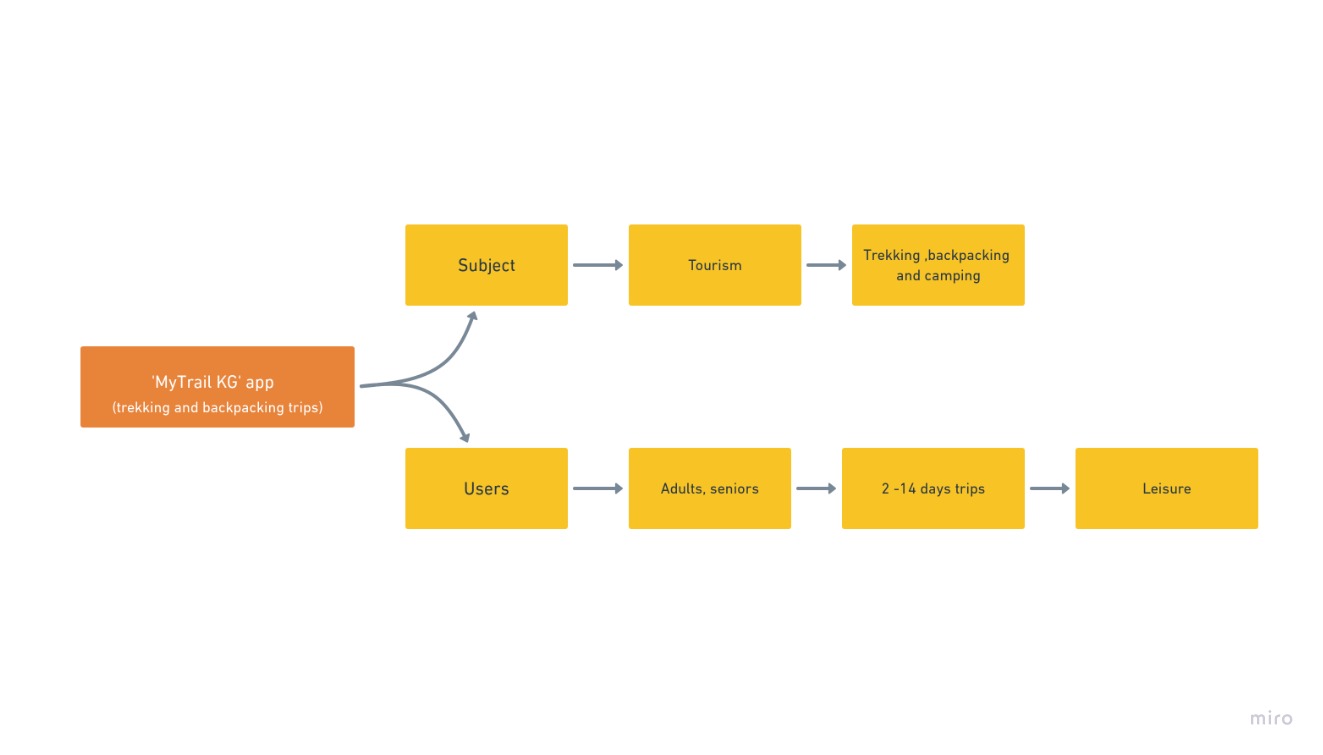 Subject
Tourism
Trekking ,backpacking
and camping
'MyTrail KG' app
(trekking and backpacking trips)
Users
Adults, seniors
2 -14 days trips
Leisure
miro